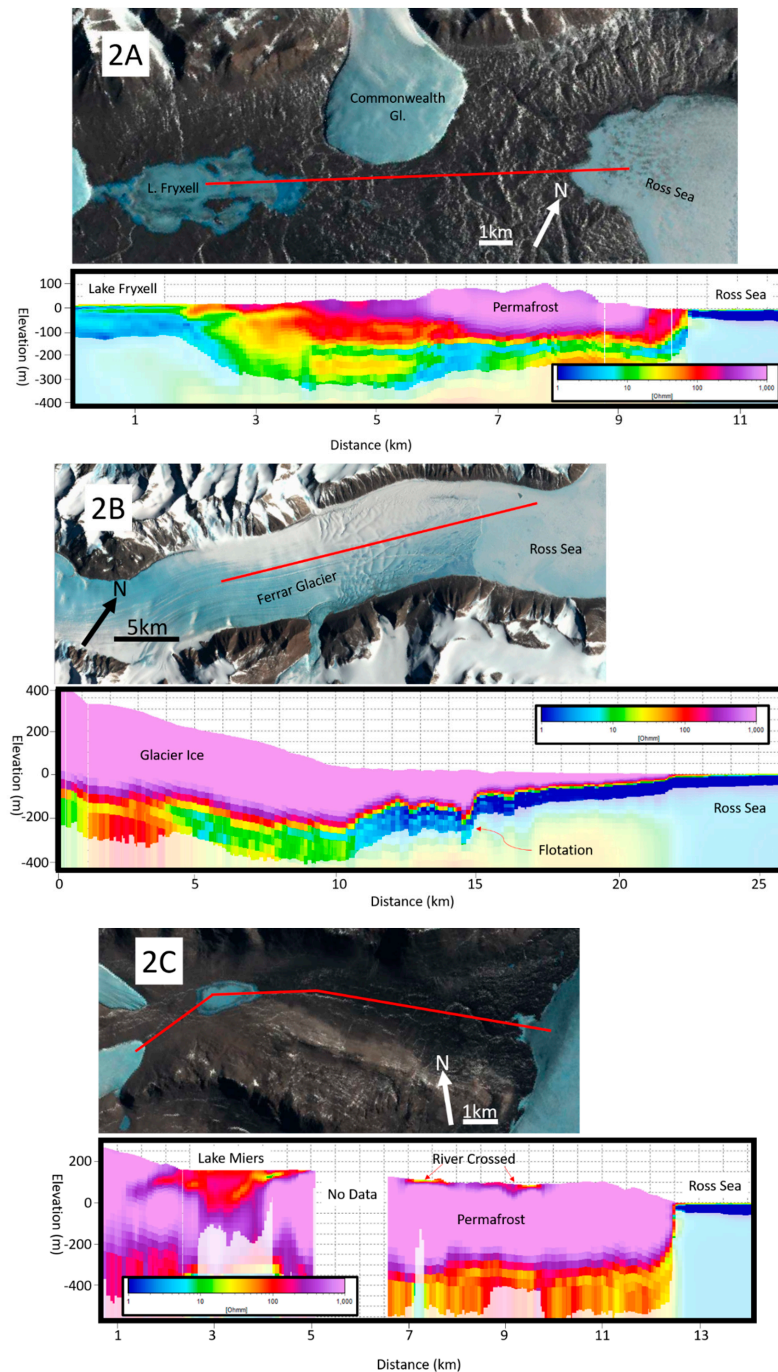 2A
Commonwealth
Gl.
L. Fryxell
Ross Sea
N
1km
Lake Fryxell
Ross Sea
Permafrost
Elevation (m)
100
0
-100
-200
-300
-400
1 10 100 1,000
[Ohmm]
1 3 5 7 9 11
Distance (km)
2B
Ross Sea
Ferrar Glacier
N
5km
Elevation (m)
400
200
0
-200
-400
1 10 100 1,000
[Ohmm]
Glacier Ice
Ross Sea
Flotation
0 5 10 15 20 25
Distance (km)
2C
N
1km
Elevation (m)
200
0
-200
-400
Lake Miers
No Data
River Crossed
Permafrost
Ross Sea
1 10 100 1,000
[Ohmm]
1 3 5 7 9 11 13
Distance (km)